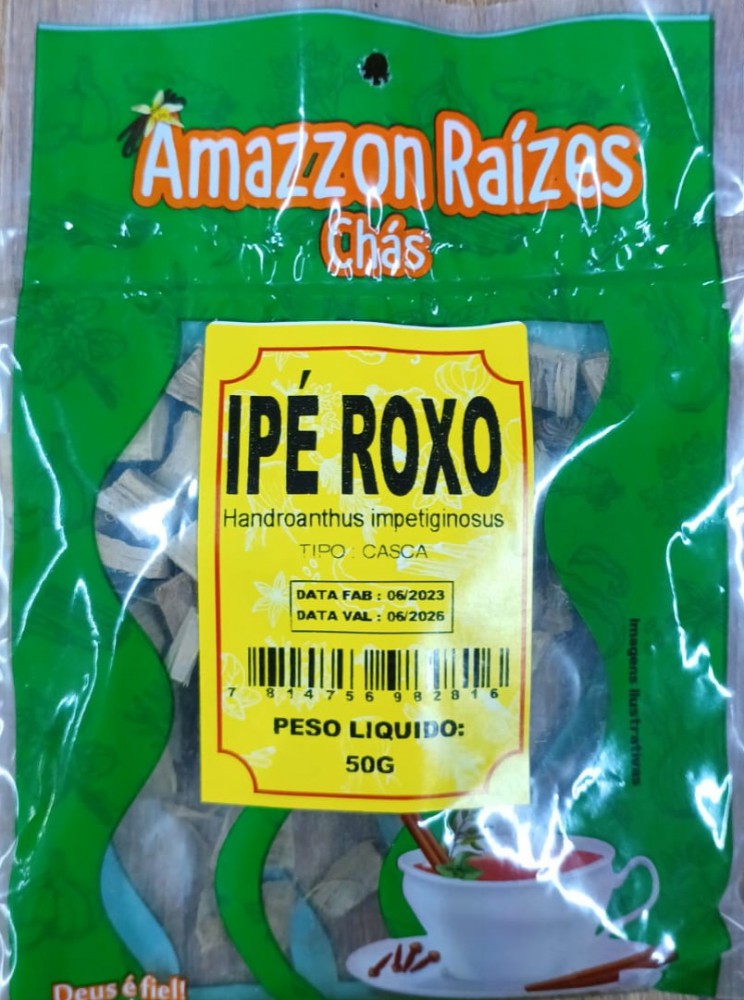 Amazzon Raízes
Chás
IPÉ ROXO
Handroanthus impetiginosus
TIPO : CASCA
DATA FAB : 06/2023
DATA VAL : 06/2026
7 814756 982816
PESO LIQUIDO:
50G
Imagens ilustrativas
Deus é fiel!